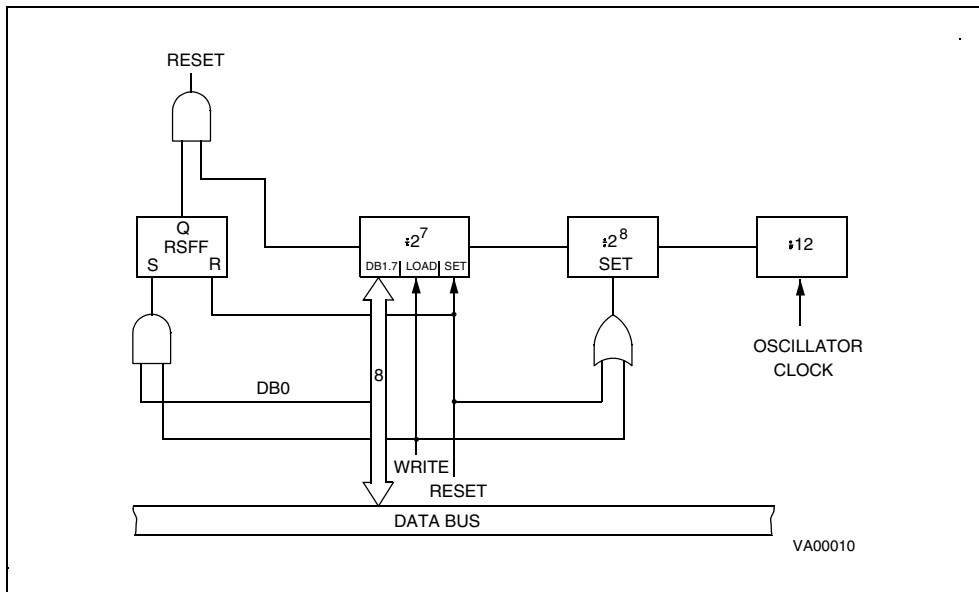 RESET
Q
RSFF
S R
÷2⁷
DB1.7 LOAD SET
÷2⁸
SET
÷12
OSCILLATOR
CLOCK
DB0
8
WRITE
RESET
DATA BUS
VA00010